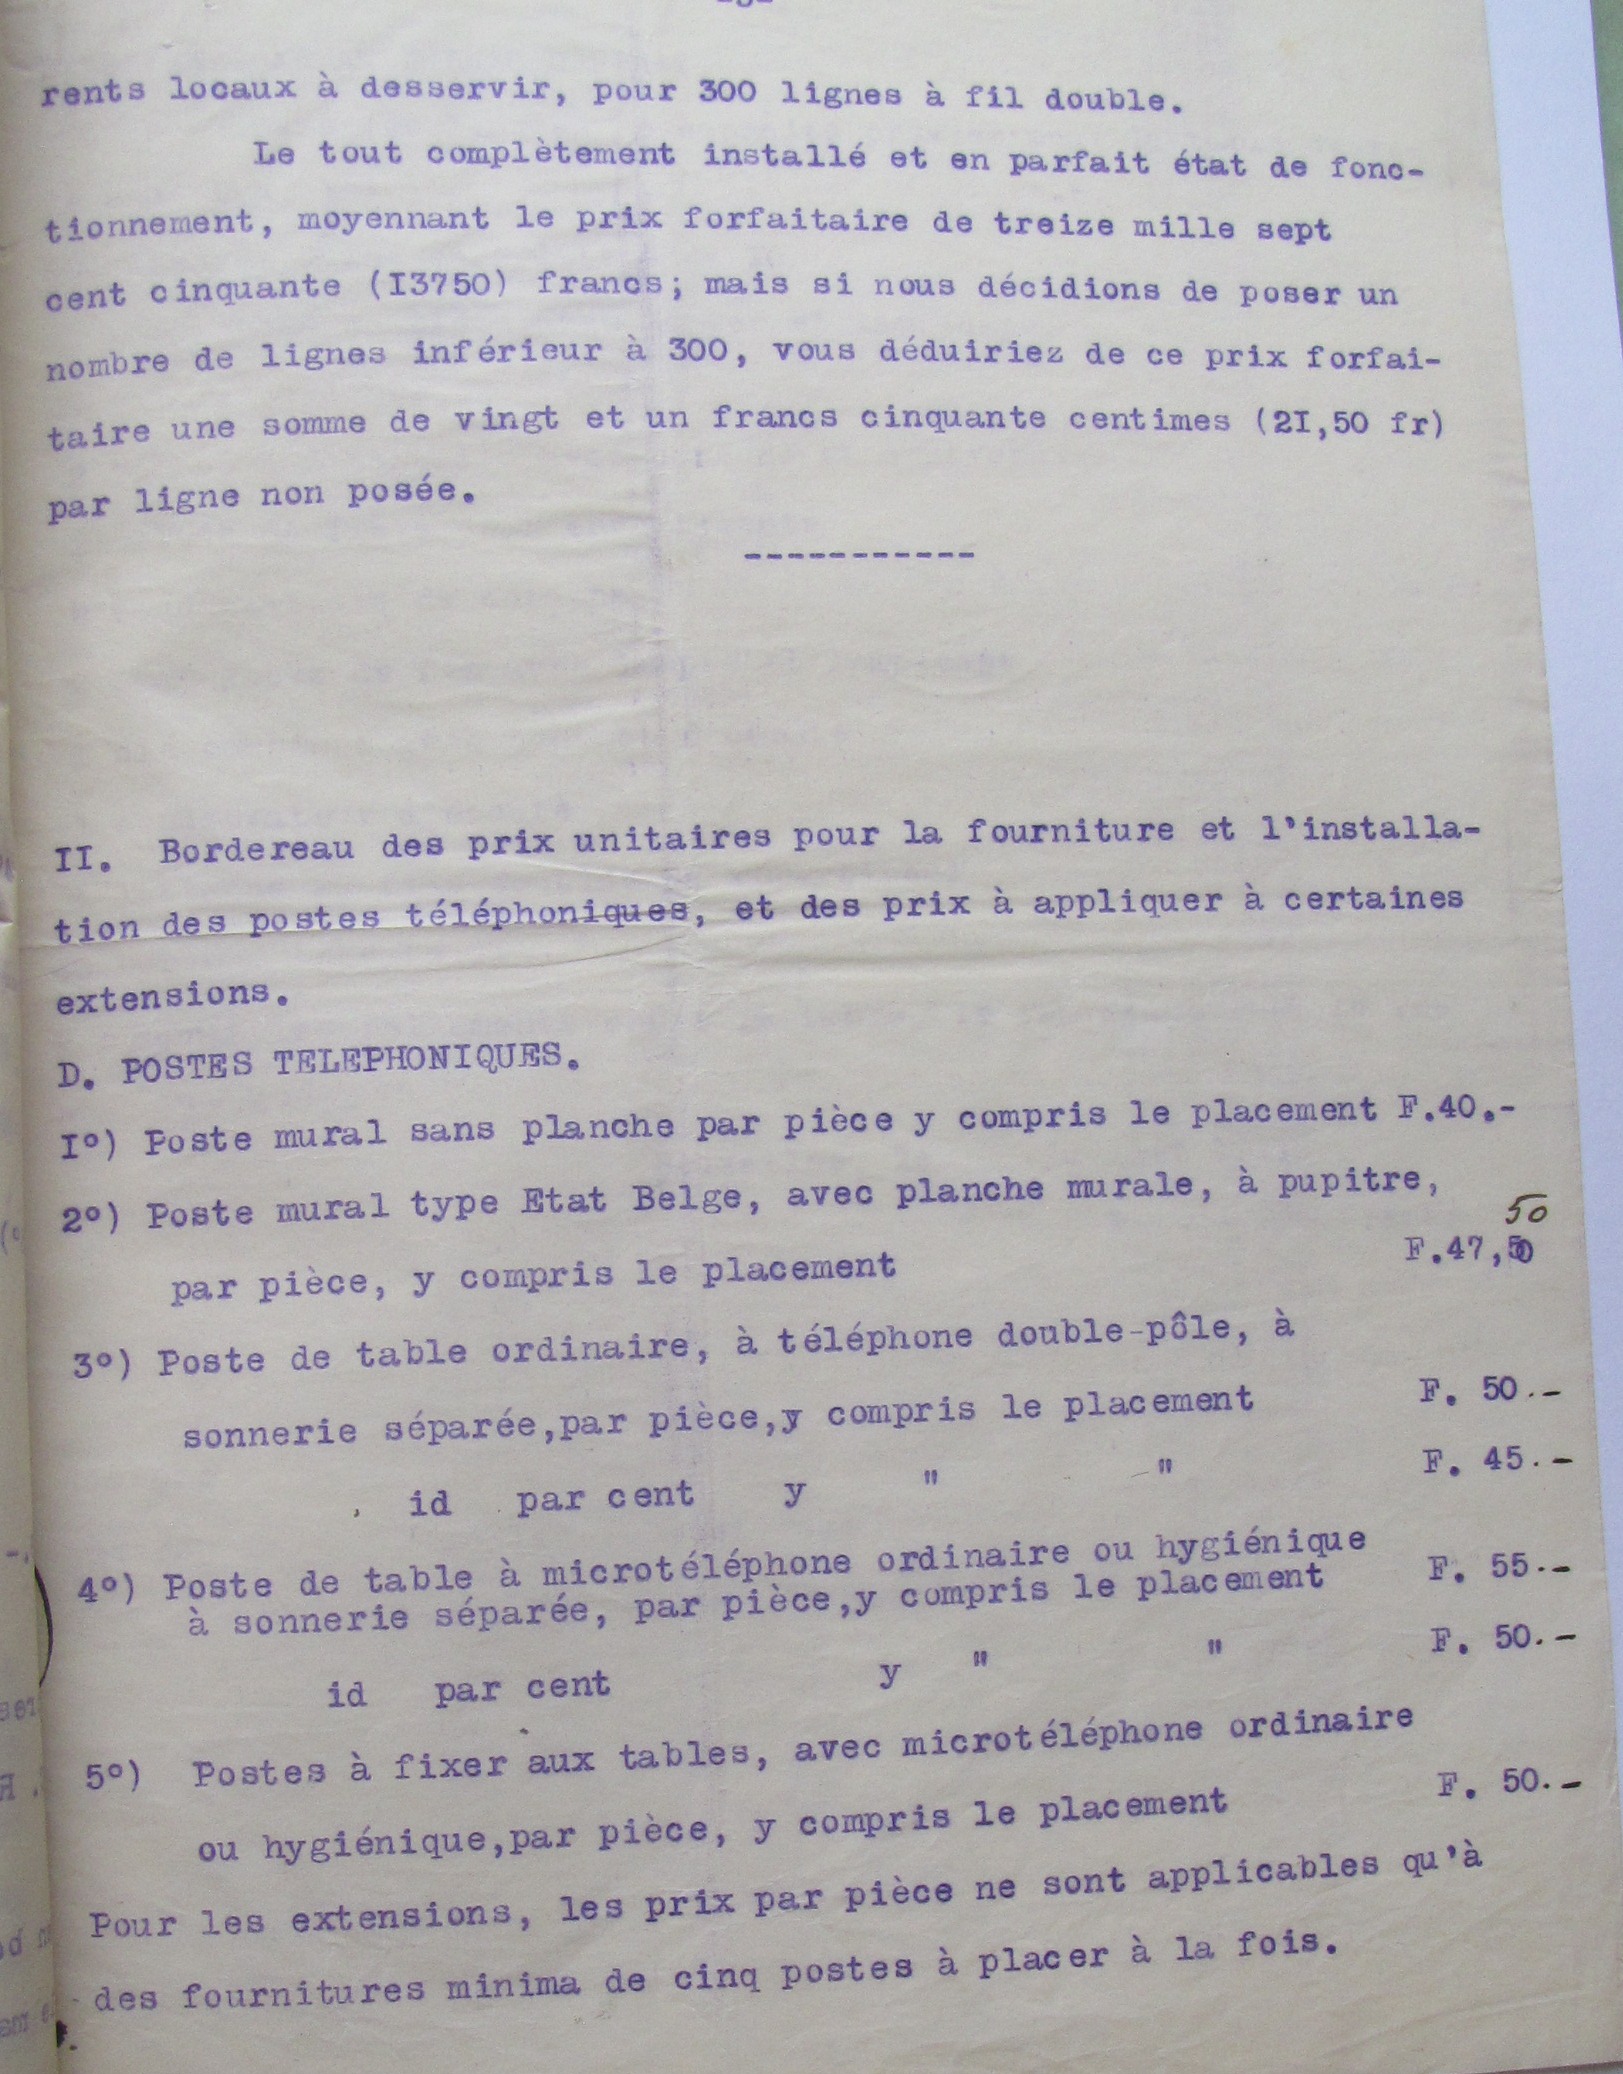 rents locaux à desservir, pour 300 lignes à fil double.
Le tout complètement installé et en parfait état de fonc-
tionnement, moyennant le prix forfaitaire de treize mille sept
cent cinquante (I3750) francs; mais si nous décidions de poser un
nombre de lignes inférieur à 300, vous déduiriez de ce prix forfai-
taire une somme de vingt et un francs cinquante centimes (2I,50 fr)
par ligne non posée.
-----------
II. Bordereau des prix unitaires pour la fourniture et l'installa-
tion des postes téléphoniques, et des prix à appliquer à certaines
extensions.
D. POSTES TELEPHONIQUES.
I°) Poste mural sans planche par pièce y compris le placement F.40.-
2°) Poste mural type Etat Belge, avec planche murale, à pupitre,
50
par pièce, y compris le placement F.47,50
3°) Poste de table ordinaire, à téléphone double-pôle, à
sonnerie séparée,par pièce,y compris le placement F. 50.-
id par cent y " " F. 45.-
4°) Poste de table à microtéléphone ordinaire ou hygiénique
à sonnerie séparée, par pièce,y compris le placement F. 55.-
id par cent y " " F. 50.-
5°) Postes à fixer aux tables, avec microtéléphone ordinaire
ou hygiénique,par pièce, y compris le placement F. 50.-
Pour les extensions, les prix par pièce ne sont applicables qu'à
des fournitures minima de cinq postes à placer à la fois.